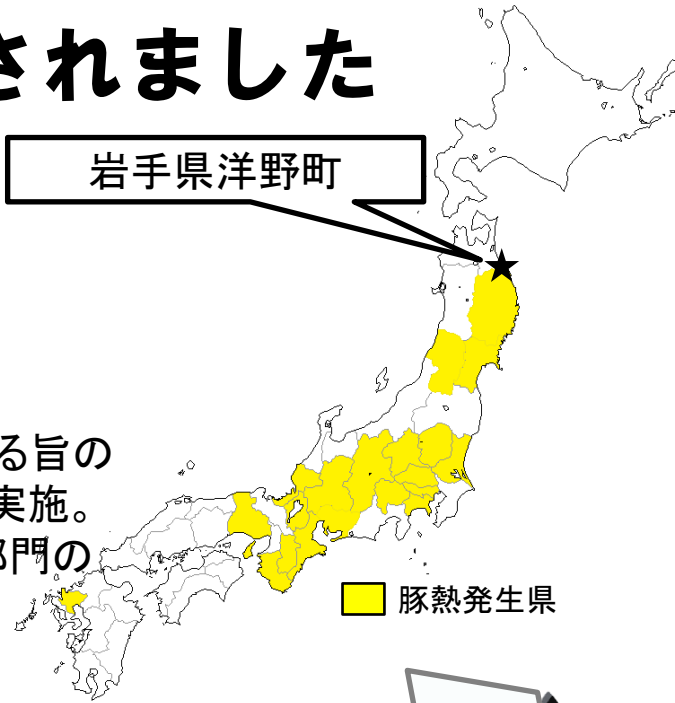 されました
岩手県洋野町
る旨の
実施。
部門の
豚熱発生県